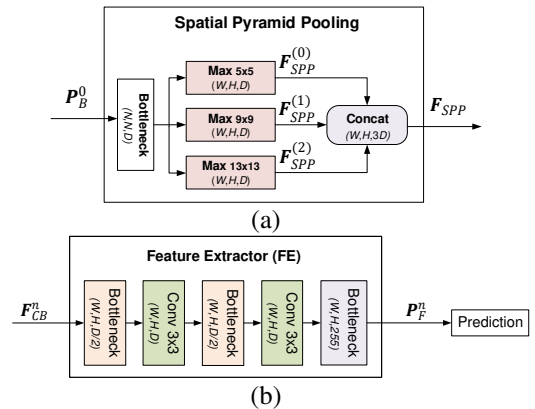 Spatial Pyramid Pooling
P_B^0
Bottleneck
(N,N,D)
Max 5x5
(W,H,D)
F_SPP^(0)
Max 9x9
(W,H,D)
F_SPP^(1)
Max 13x13
(W,H,D)
F_SPP^(2)
Concat
(W,H,3D)
F_SPP
(a)
Feature Extractor (FE)
F_CB^n
Bottleneck
(W,H,D/2)
Conv 3x3
(W,H,D)
Bottleneck
(W,H,D/2)
Conv 3x3
(W,H,D)
Bottleneck
(W,H,255)
P_F^n
Prediction
(b)